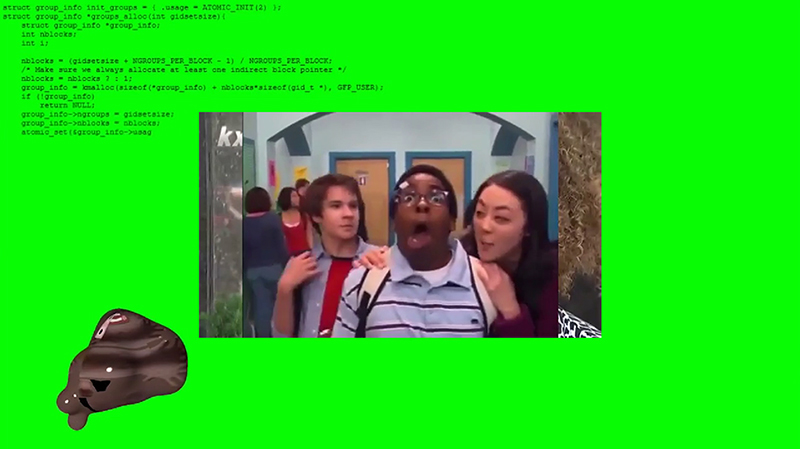 struct group_info init_groups = { .usage = ATOMIC_INIT(2) };
struct group_info *groups_alloc(int gidsetsize){
    struct group_info *group_info;
    int nblocks;
    int i;

    nblocks = (gidsetsize + NGROUPS_PER_BLOCK - 1) / NGROUPS_PER_BLOCK;
    /* Make sure we always allocate at least one indirect block pointer */
    nblocks = nblocks ? : 1;
    group_info = kmalloc(sizeof(*group_info) + nblocks*sizeof(gid_t *), GFP_USER);
    if (!group_info)
        return NULL;
    group_info->ngroups = gidsetsize;
    group_info->nblocks = nblocks;
    atomic_set(&group_info->usag